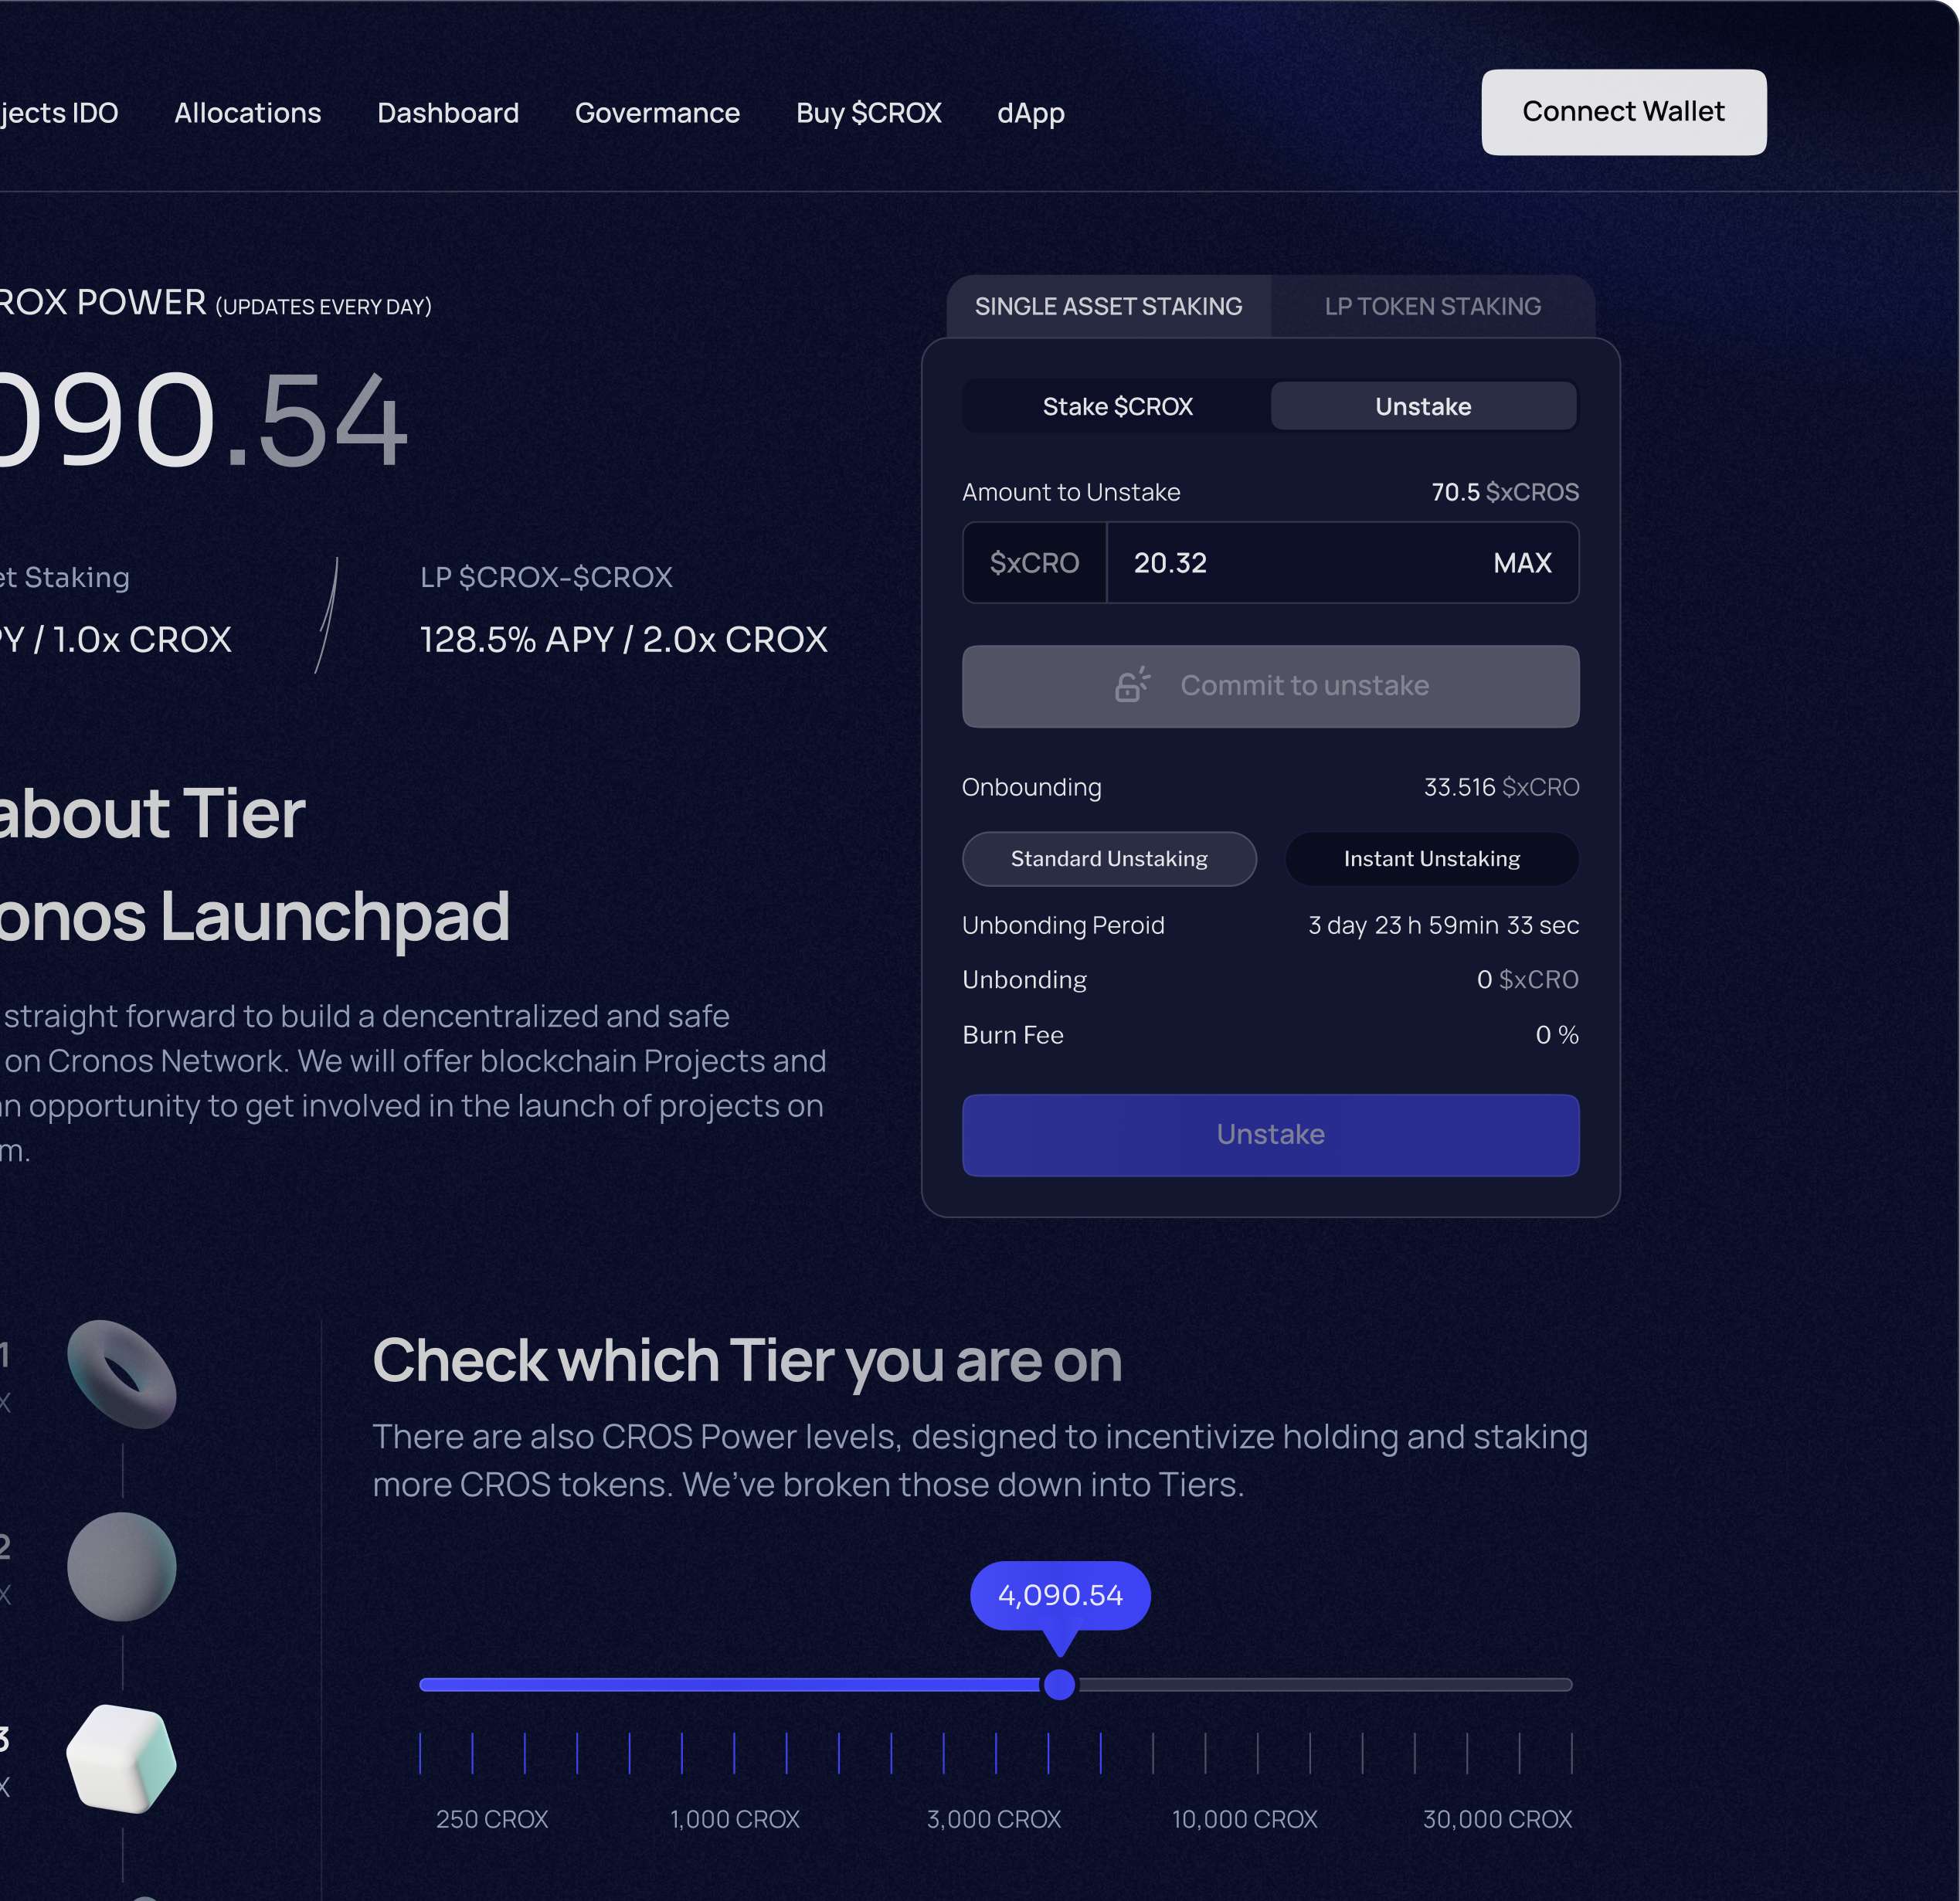 jects IDO Allocations Dashboard Govermance Buy $CROX dApp Connect Wallet
ROX POWER (UPDATES EVERY DAY)
090.54
et Staking
PY / 1.0x CROX
LP $CROX-$CROX
128.5% APY / 2.0x CROX
about Tier
onos Launchpad
straight forward to build a dencentralized and safe
on Cronos Network. We will offer blockchain Projects and
an opportunity to get involved in the launch of projects on
m.
SINGLE ASSET STAKING LP TOKEN STAKING
Stake $CROX Unstake
Amount to Unstake 70.5 $xCROS
$xCRO 20.32 MAX
Commit to unstake
Onbounding 33.516 $xCRO
Standard Unstaking Instant Unstaking
Unbonding Peroid 3 day 23 h 59min 33 sec
Unbonding 0 $xCRO
Burn Fee 0 %
Unstake
1
X
2
X
3
X
Check which Tier you are on
There are also CROS Power levels, designed to incentivize holding and staking
more CROS tokens. We’ve broken those down into Tiers.
4,090.54
250 CROX 1,000 CROX 3,000 CROX 10,000 CROX 30,000 CROX